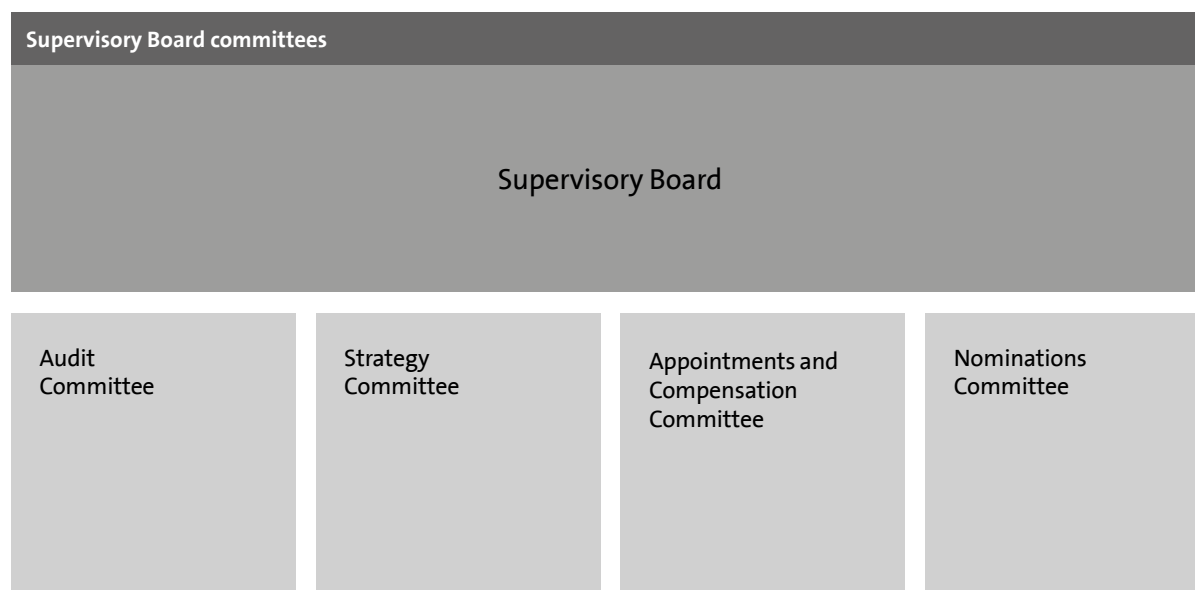 Supervisory Board committees
Supervisory Board
Audit
Committee
Strategy
Committee
Appointments and
Compensation
Committee
Nominations
Committee